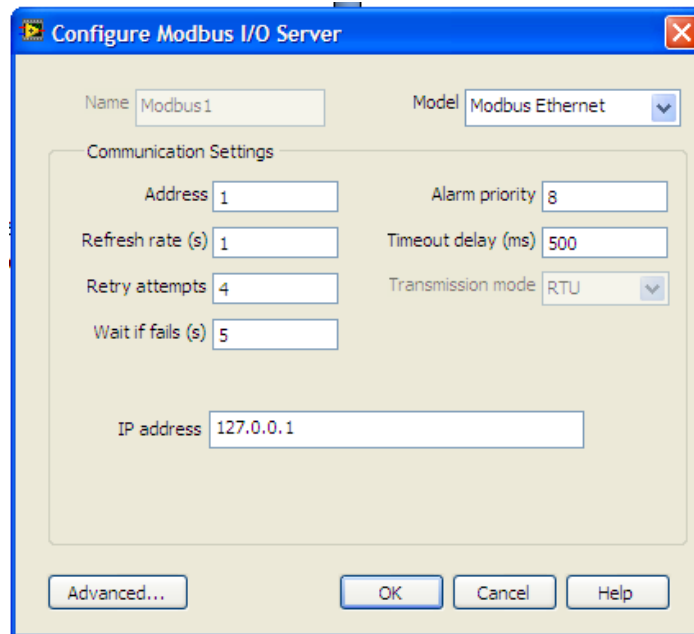 Configure Modbus I/O Server
Name Modbus1 Model Modbus Ethernet
Communication Settings
Address 1 Alarm priority 8
Refresh rate (s) 1 Timeout delay (ms) 500
Retry attempts 4 Transmission mode RTU
Wait if fails (s) 5
IP address 127.0.0.1
Advanced... OK Cancel Help